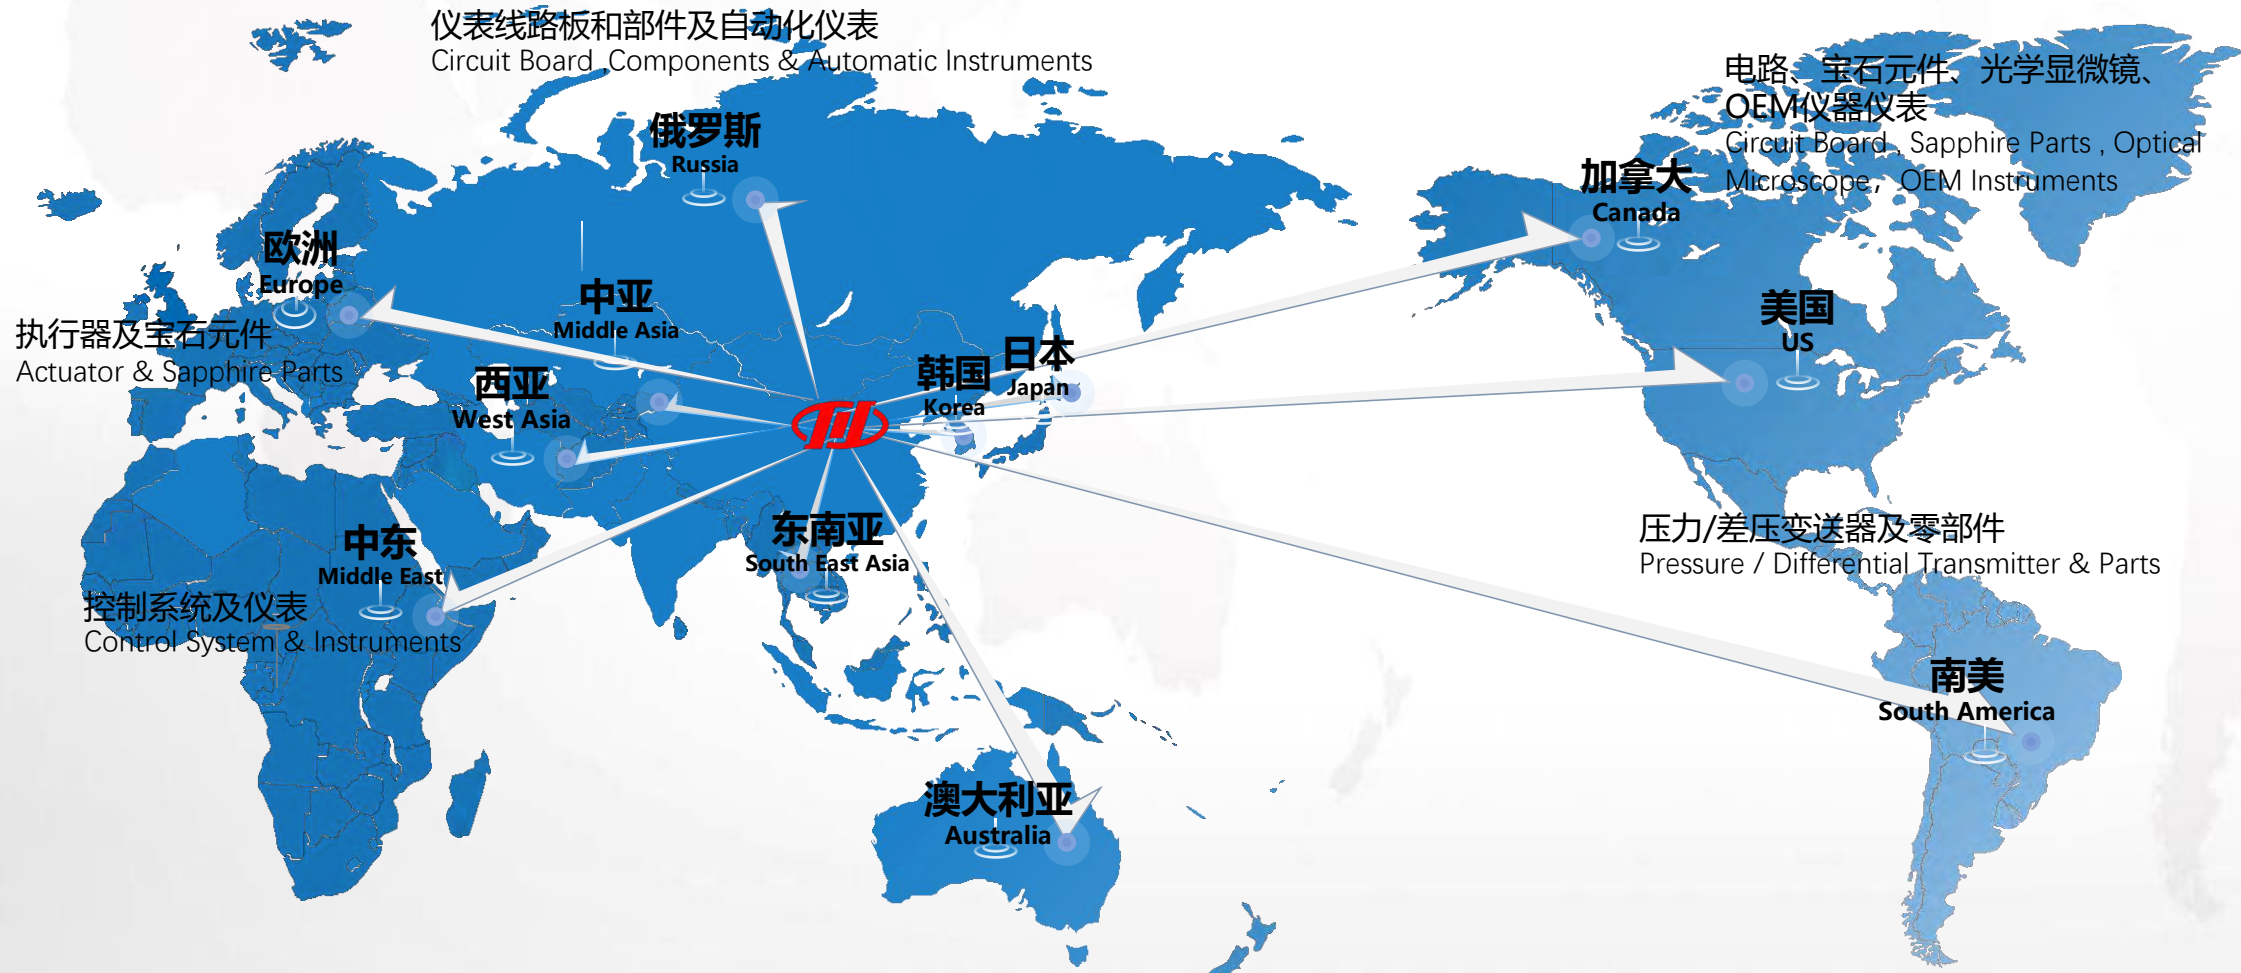 仪表线路板和部件及自动化仪表
Circuit Board ,Components & Automatic Instruments
电路、宝石元件、光学显微镜、
OEM仪器仪表
Circuit Board , Sapphire Parts , Optical
Microscope，OEM Instruments
俄罗斯
Russia
加拿大
Canada
欧洲
Europe
中亚
Middle Asia
美国
US
执行器及宝石元件
Actuator & Sapphire Parts
西亚
West Asia
韩国
Korea
日本
Japan
中东
Middle East
东南亚
South East Asia
压力/差压变送器及零部件
Pressure / Differential Transmitter & Parts
控制系统及仪表
Control System & Instruments
南美
South America
澳大利亚
Australia